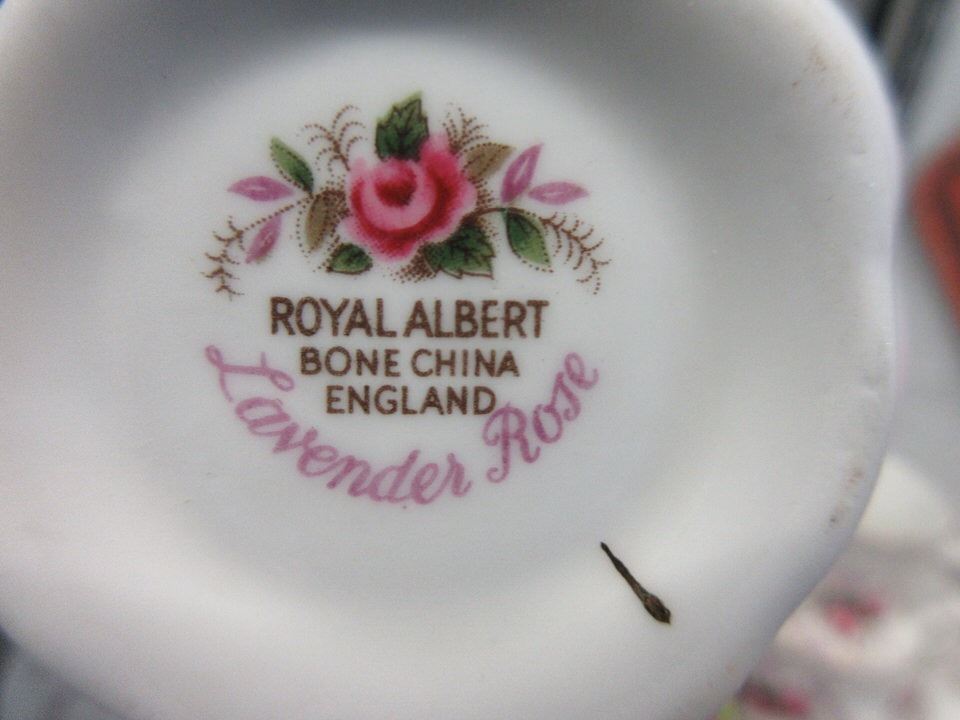 ROYAL ALBERT
BONE CHINA
ENGLAND
Lavender Rose